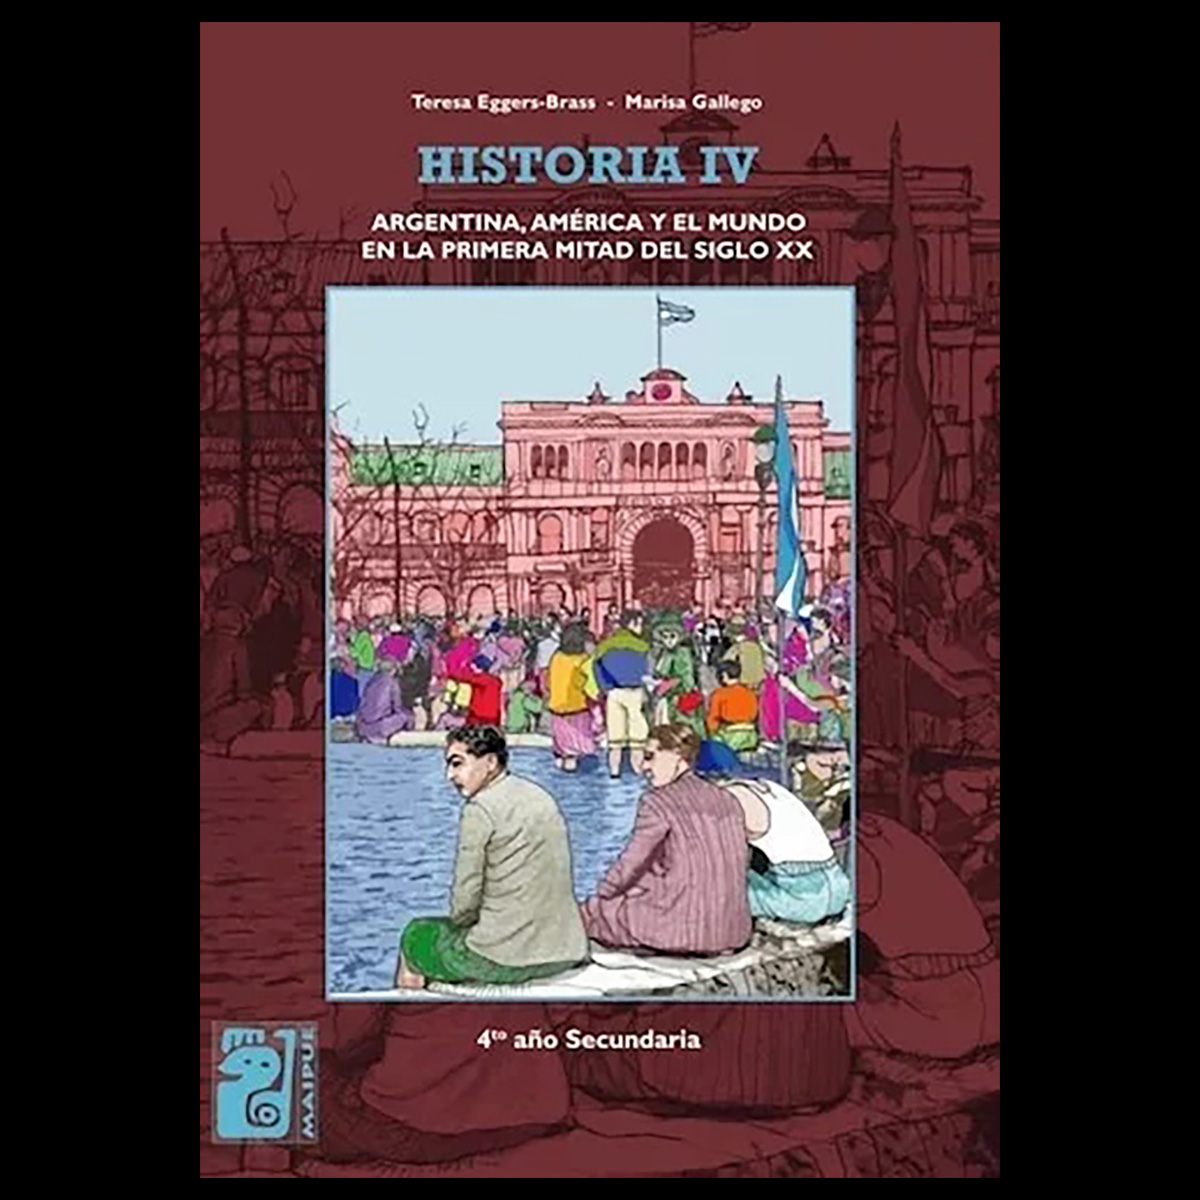 Teresa Eggers-Brass - Marisa Gallego
HISTORIA IV
ARGENTINA, AMÉRICA Y EL MUNDO
EN LA PRIMERA MITAD DEL SIGLO XX
4to año Secundaria
MAIPUE